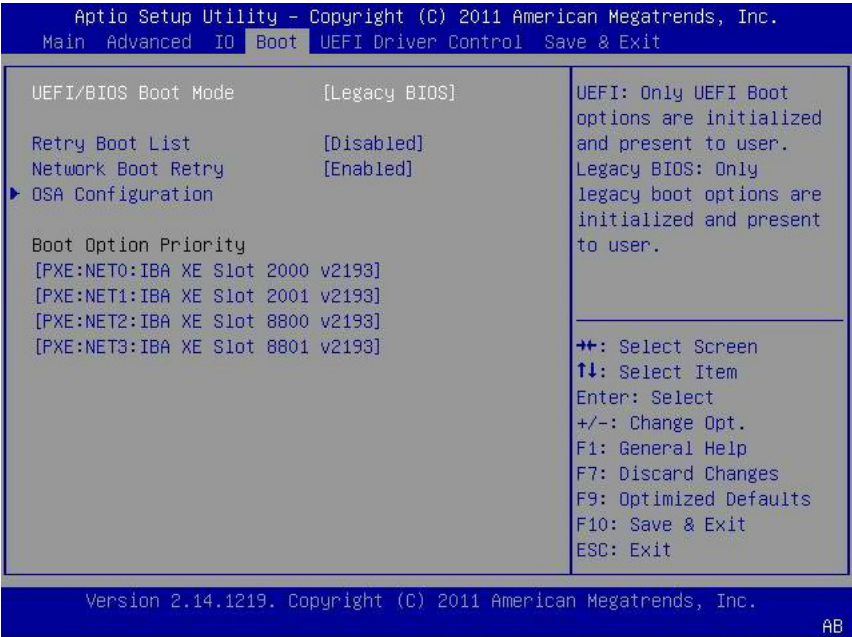 Aptio Setup Utility – Copyright (C) 2011 American Megatrends, Inc.
Main Advanced IO Boot UEFI Driver Control Save & Exit
UEFI/BIOS Boot Mode [Legacy BIOS]
Retry Boot List [Disabled]
Network Boot Retry [Enabled]
OSA Configuration
Boot Option Priority
[PXE:NET0:IBA XE Slot 2000 v2193]
[PXE:NET1:IBA XE Slot 2001 v2193]
[PXE:NET2:IBA XE Slot 8800 v2193]
[PXE:NET3:IBA XE Slot 8801 v2193]
UEFI: Only UEFI Boot
options are initialized
and present to user.
Legacy BIOS: Only
legacy boot options are
initialized and present
to user.
→←: Select Screen
↑↓: Select Item
Enter: Select
+/-: Change Opt.
F1: General Help
F7: Discard Changes
F9: Optimized Defaults
F10: Save & Exit
ESC: Exit
Version 2.14.1219. Copyright (C) 2011 American Megatrends, Inc.
AB